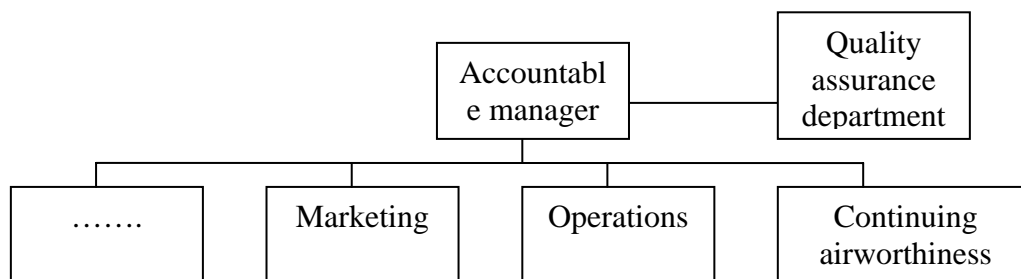 Quality
assurance
department
Accountabl
e manager
…….
Marketing
Operations
Continuing
airworthiness